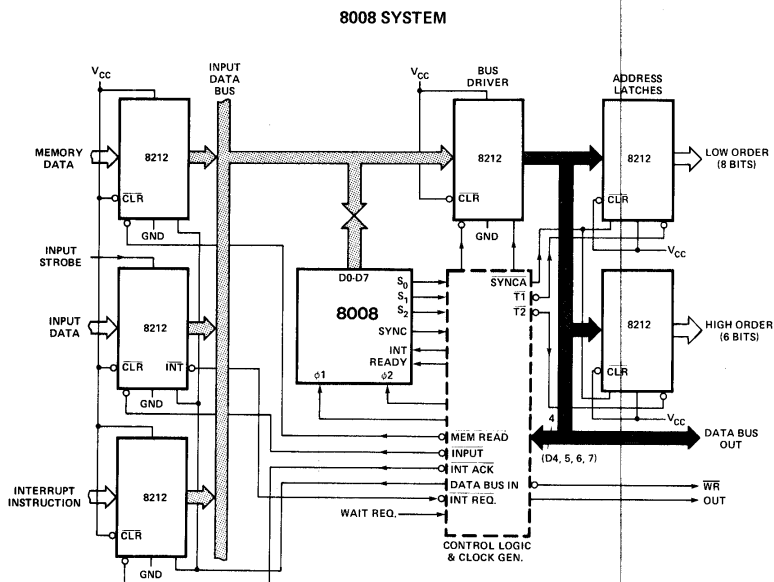 8008 SYSTEM
VCC
INPUT
DATA
BUS
VCC
BUS
DRIVER
ADDRESS
LATCHES
MEMORY
DATA
8212
CLR
GND
8212
CLR
GND
8212
CLR
VCC
LOW ORDER
(8 BITS)
INPUT
STROBE
INPUT
DATA
8212
CLR
INT
GND
D0-D7
8008
S0
S1
S2
SYNC
INT
READY
φ1
φ2
SYNCA
T1
T2
8212
CLR
VCC
HIGH ORDER
(6 BITS)
MEM READ
INPUT
INT ACK
DATA BUS IN
INT REQ.
WAIT REQ.
4
(D4, 5, 6, 7)
DATA BUS
OUT
WR
OUT
INTERRUPT
INSTRUCTION
8212
CLR
GND
CONTROL LOGIC
& CLOCK GEN.